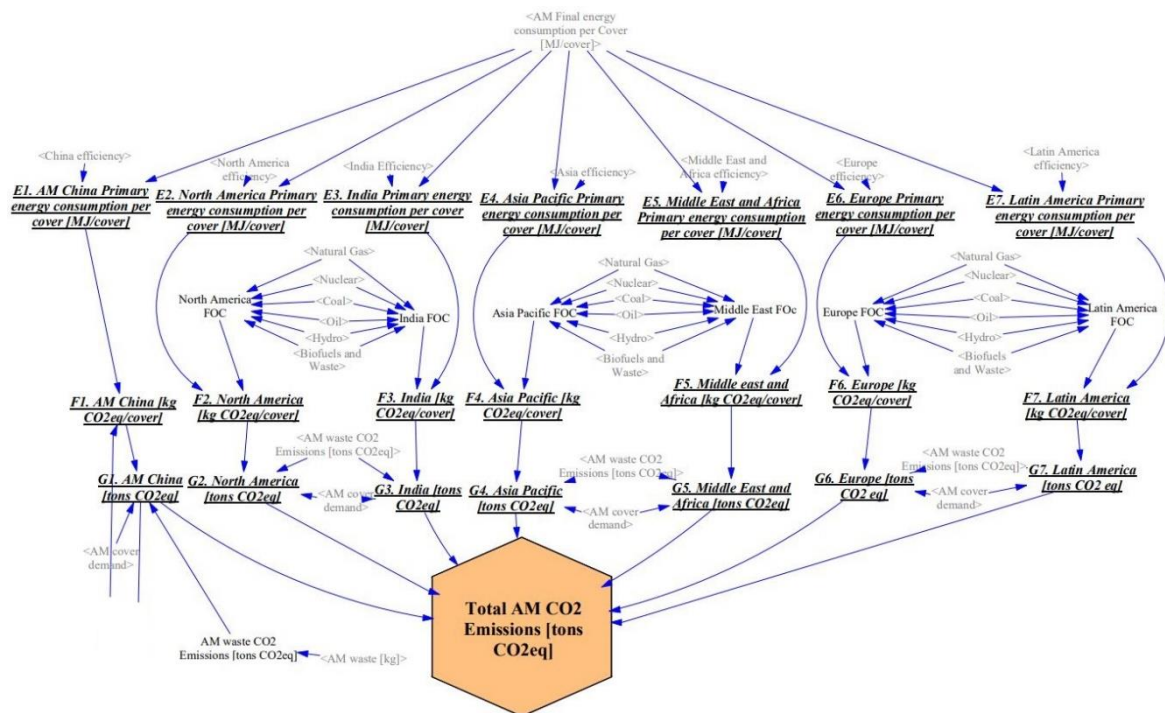 <AM Final energy
consumption per Cover
[MJ/cover]>
<China efficiency>
E1. AM China Primary
energy consumption per
cover [MJ/cover]
<North America
efficiency>
E2. North America Primary
energy consumption per
cover [MJ/cover]
<India Efficiency>
E3. India Primary energy
consumption per cover
[MJ/cover]
<Asia efficiency>
E4. Asia Pacific Primary
energy consumption per
cover [MJ/cover]
<Middle East and
Africa efficiency>
E5. Middle East and Africa
Primary energy consumption
per cover [MJ/cover]
<Europe
efficiency>
E6. Europe Primary
energy consumption per
cover [MJ/cover]
<Latin America
efficiency>
E7. Latin America Primary
energy consumption per
cover [MJ/cover]
North America
FOC
<Natural Gas>
<Nuclear>
<Coal>
<Oil>
<Hydro>
<Biofuels and
Waste>
India FOC
Asia Pacific FOC
<Natural Gas>
<Nuclear>
<Coal>
<Oil>
<Hydro>
<Biofuels and
Waste>
Middle East FOc
Europe FOC
<Natural Gas>
<Nuclear>
<Coal>
<Oil>
<Hydro>
<Biofuels and
Waste>
Latin America
FOC
F1. AM China [kg
CO2eq/cover]
F2. North America
[kg CO2eq/cover]
F3. India [kg
CO2eq/cover]
F4. Asia Pacific [kg
CO2eq/cover]
F5. Middle east and
Africa [kg CO2eq/cover]
F6. Europe [kg
CO2eq/cover]
F7. Latin America
[kg CO2eq/cover]
G1. AM China
[tons CO2eq]
G2. North America
[tons CO2eq]
<AM waste CO2
Emissions [tons CO2eq]>
<AM cover
demand>
G3. India [tons
CO2eq]
G4. Asia Pacific
[tons CO2eq]
<AM waste CO2
Emissions [tons CO2eq]>
<AM cover
demand>
G5. Middle East and
Africa [tons CO2eq]
G6. Europe [tons
CO2 eq]
<AM waste CO2
Emissions [tons CO2eq]>
<AM cover
demand>
G7. Latin America
[tons CO2 eq]
<AM cover
demand>
AM waste CO2
Emissions [tons CO2eq]
<AM waste [kg]>
Total AM CO2
Emissions [tons
CO2eq]